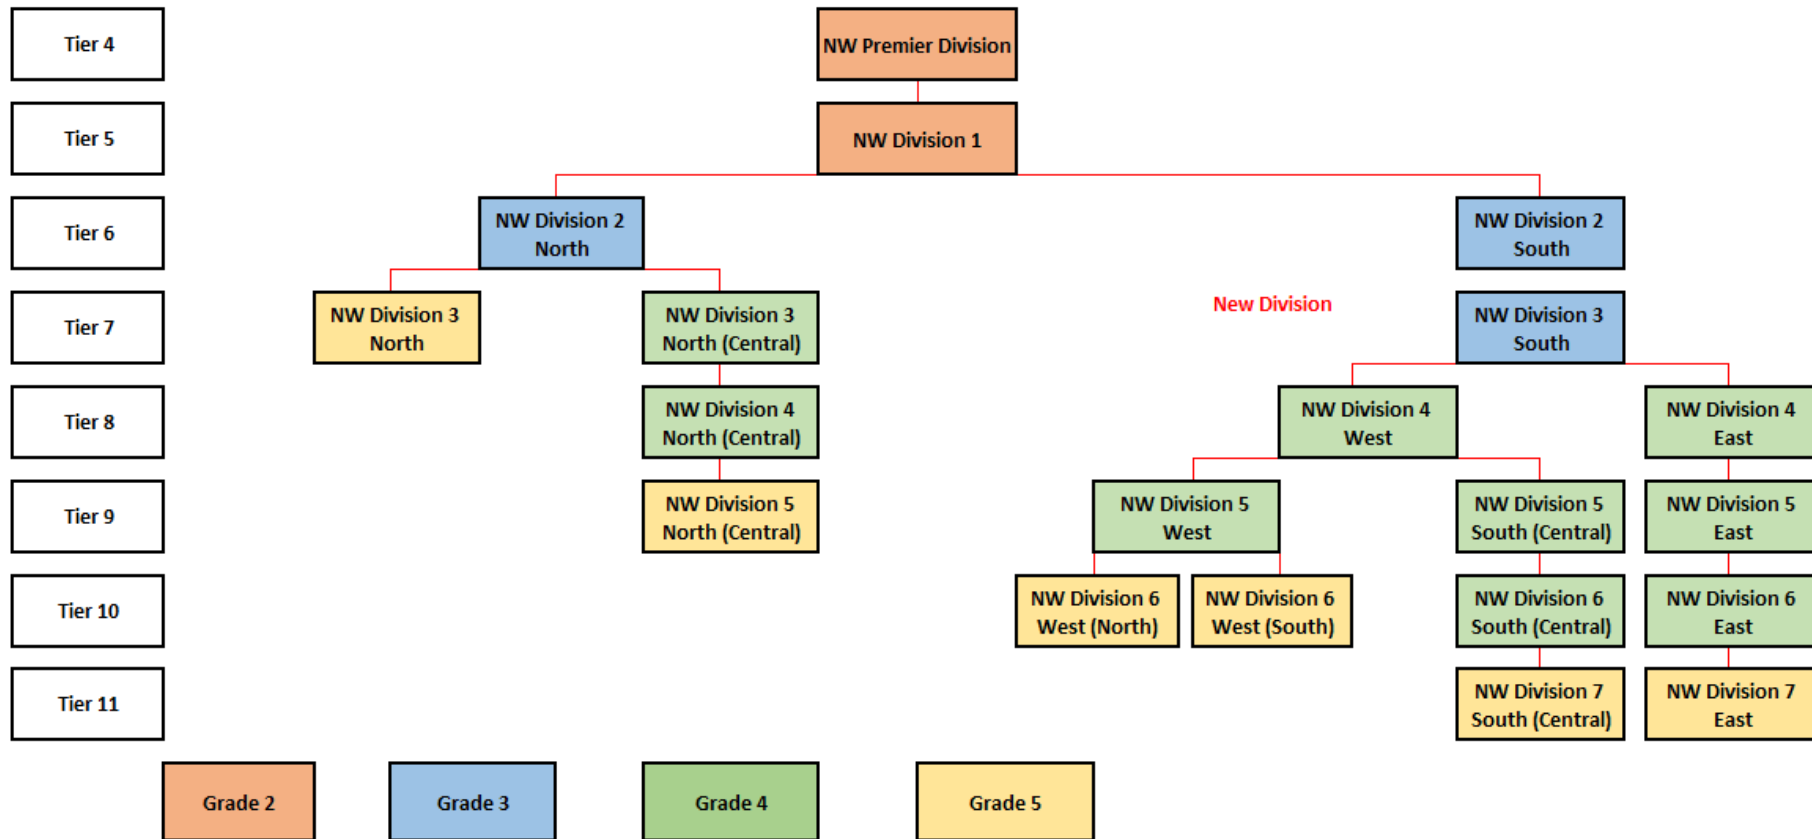 Tier 4
NW Premier Division
Tier 5
NW Division 1
Tier 6
NW Division 2
North
NW Division 2
South
Tier 7
NW Division 3
North
NW Division 3
North (Central)
New Division
NW Division 3
South
Tier 8
NW Division 4
North (Central)
NW Division 4
West
NW Division 4
East
Tier 9
NW Division 5
North (Central)
NW Division 5
West
NW Division 5
South (Central)
NW Division 5
East
Tier 10
NW Division 6
West (North)
NW Division 6
West (South)
NW Division 6
South (Central)
NW Division 6
East
Tier 11
NW Division 7
South (Central)
NW Division 7
East
Grade 2
Grade 3
Grade 4
Grade 5